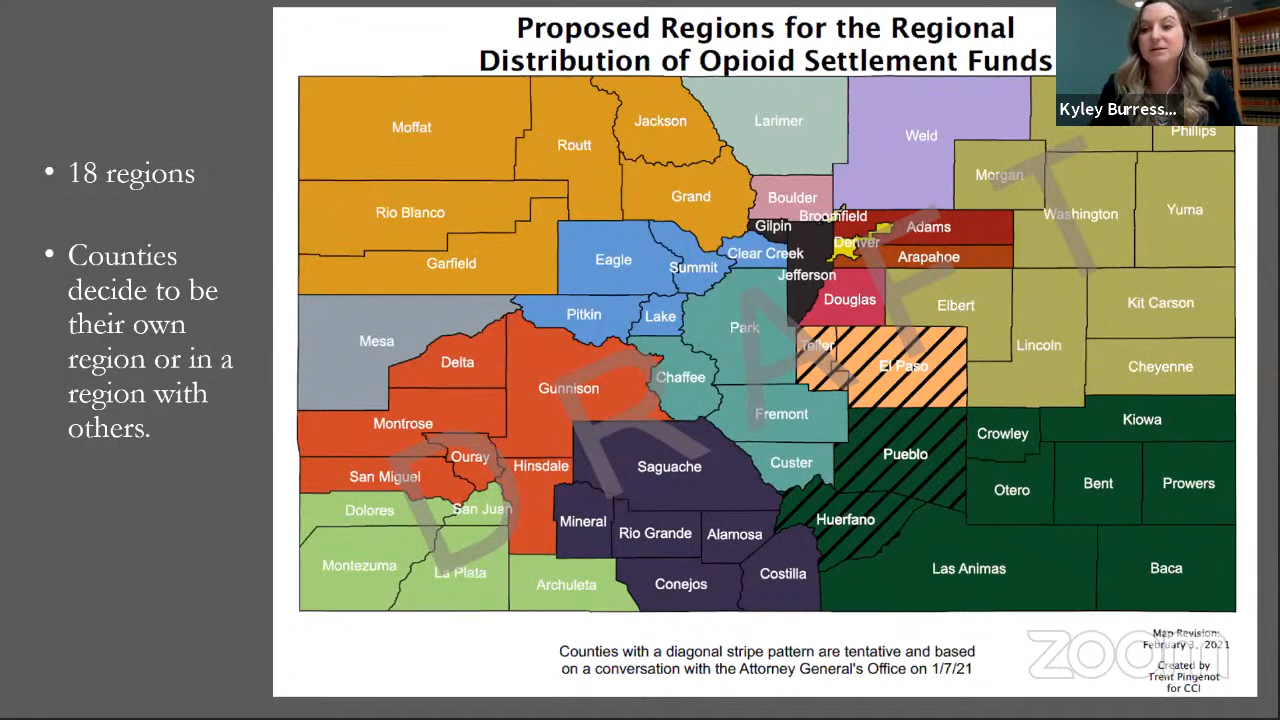 Proposed Regions for the Regional
Distribution of Opioid Settlement Funds
Kyley Burress...
• 18 regions
• Counties
decide to be
their own
region or in a
region with
others.
Moffat
Routt
Jackson
Larimer
Weld
Phillips
Morgan
Rio Blanco
Grand
Boulder
Washington
Yuma
Broomfield
Gilpin
Adams
Denver
Garfield
Eagle
Summit
Clear Creek
Arapahoe
Jefferson
Pitkin
Lake
Park
Douglas
Elbert
Kit Carson
Mesa
Delta
Gunnison
Chaffee
Teller
El Paso
Lincoln
Cheyenne
Montrose
Fremont
Crowley
Kiowa
Ouray
Hinsdale
Saguache
Custer
Pueblo
San Miguel
Otero
Bent
Prowers
Dolores
San Juan
Mineral
Rio Grande
Alamosa
Huerfano
Montezuma
La Plata
Archuleta
Conejos
Costilla
Las Animas
Baca
DRAFT
Counties with a diagonal stripe pattern are tentative and based
on a conversation with the Attorney General's Office on 1/7/21
Map Revision:
February 3, 2021
Created by
Trent Pingenot
for CCI
zoom